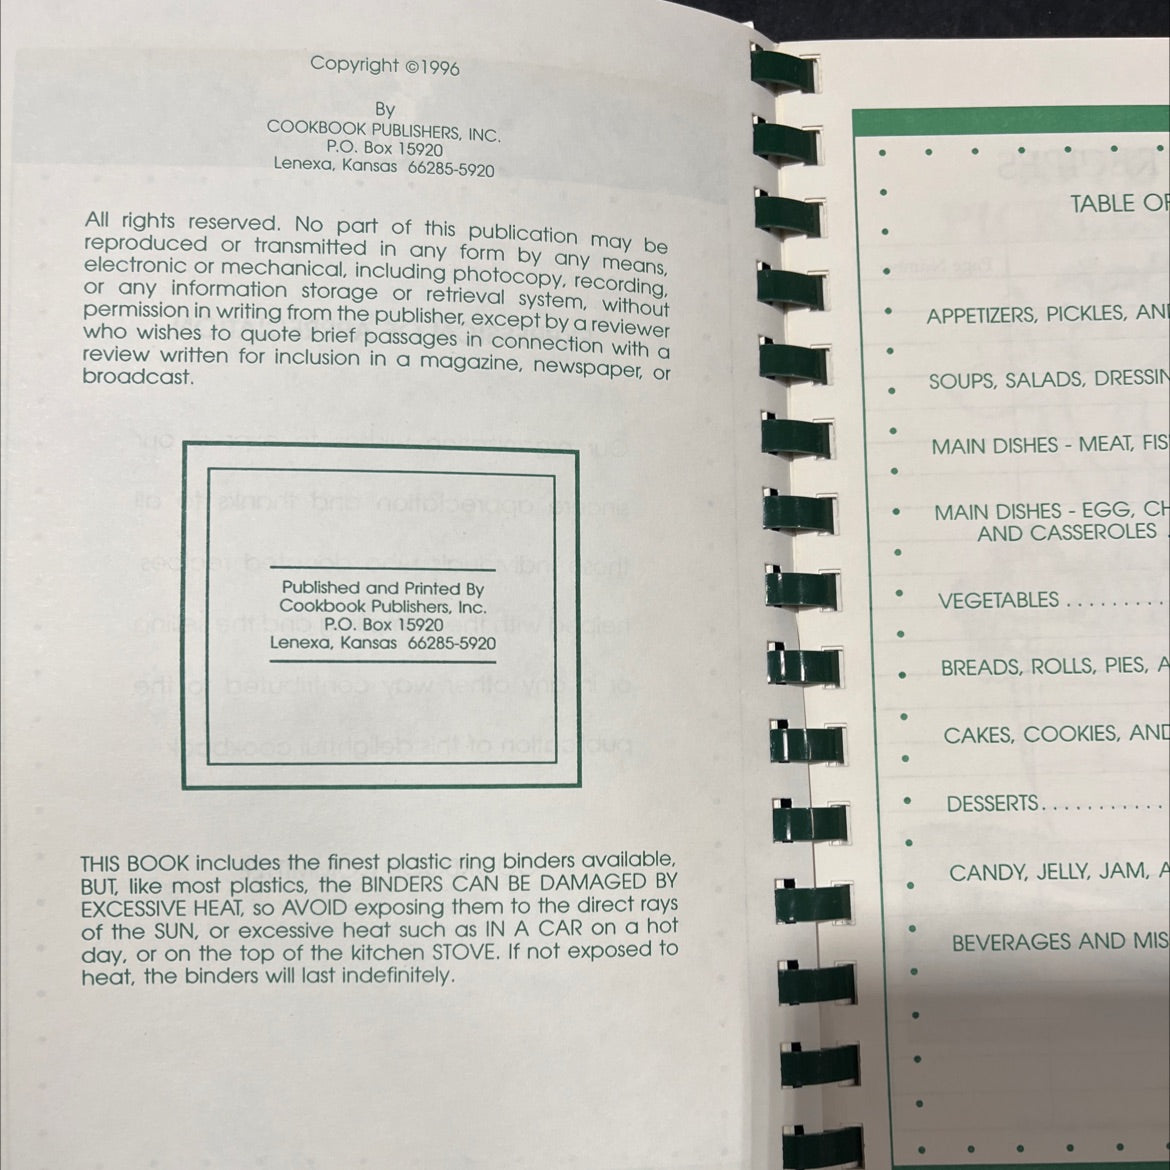 Copyright ©1996
By
COOKBOOK PUBLISHERS, INC.
P.O. Box 15920
Lenexa, Kansas 66285-5920
All rights reserved. No part of this publication may be
reproduced or transmitted in any form by any means,
electronic or mechanical, including photocopy, recording,
or any information storage or retrieval system, without
permission in writing from the publisher, except by a reviewer
who wishes to quote brief passages in connection with a
review written for inclusion in a magazine, newspaper, or
broadcast.
Published and Printed By
Cookbook Publishers, Inc.
P.O. Box 15920
Lenexa, Kansas 66285-5920
THIS BOOK includes the finest plastic ring binders available,
BUT, like most plastics, the BINDERS CAN BE DAMAGED BY
EXCESSIVE HEAT, so AVOID exposing them to the direct rays
of the SUN, or excessive heat such as IN A CAR on a hot
day, or on the top of the kitchen STOVE. If not exposed to
heat, the binders will last indefinitely.
TABLE OF
APPETIZERS, PICKLES,
SOUPS, SALADS,
MAIN DISHES - MEAT,
MAIN DISHES - EGG,
AND CASSEROLES .
VEGETABLES . . . . . . . . .
BREADS, ROLLS, PIES,
CAKES, COOKIES,
DESSERTS. . . . . . . . . . .
CANDY, JELLY, JAM,
BEVERAGES AND